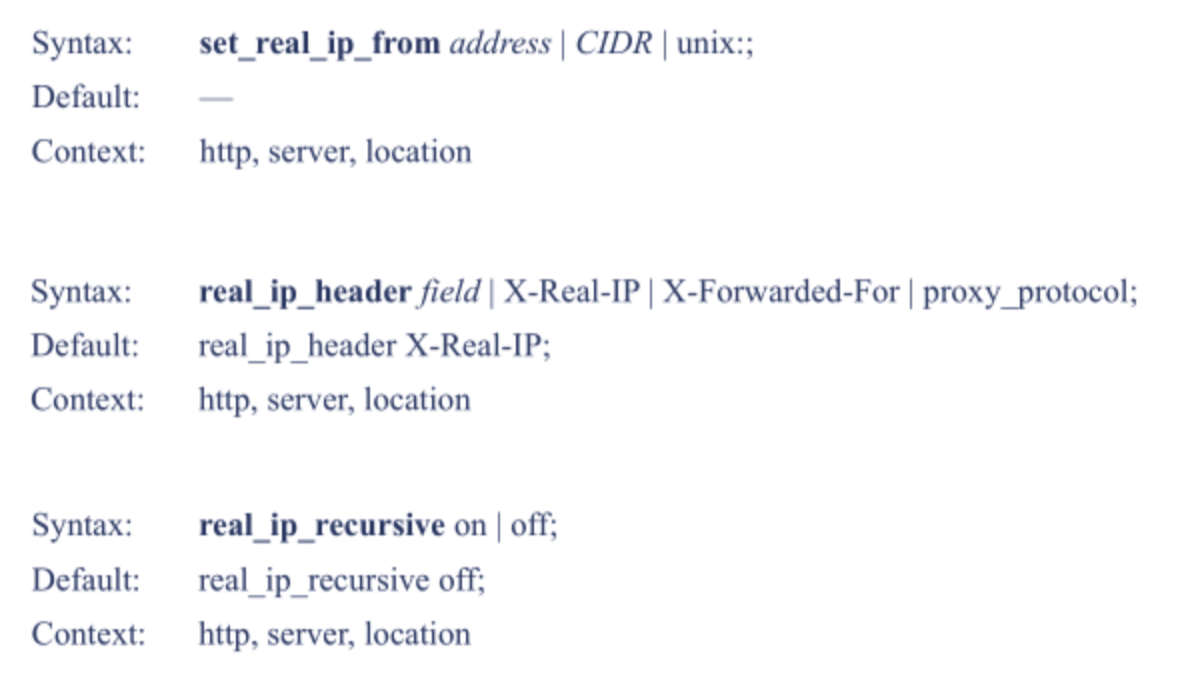 Syntax: set_real_ip_from address | CIDR | unix:;
Default: —
Context: http, server, location
Syntax: real_ip_header field | X-Real-IP | X-Forwarded-For | proxy_protocol;
Default: real_ip_header X-Real-IP;
Context: http, server, location
Syntax: real_ip_recursive on | off;
Default: real_ip_recursive off;
Context: http, server, location